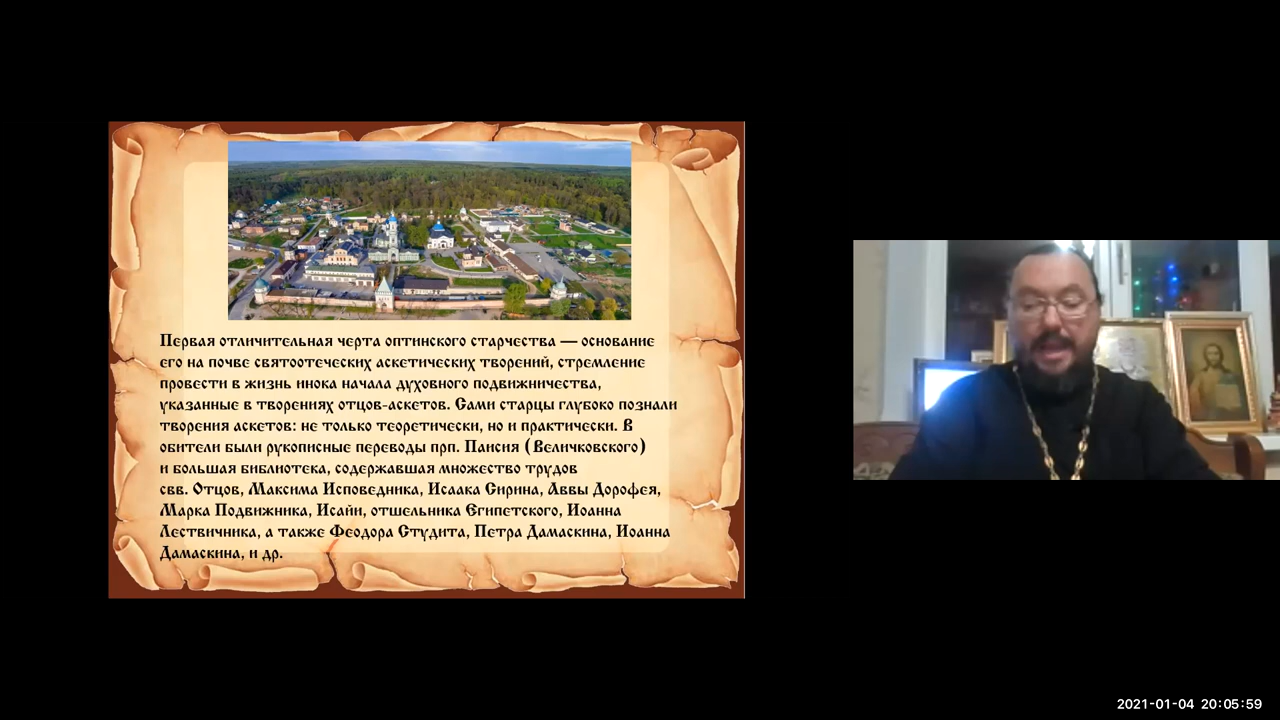 Первая отличительная черта оптинского старчества — основание
его на почве святоотеческих аскетических творений, стремление
провести в жизнь инока начала духовного подвижничества,
указанные в творениях отцов-аскетов. Сами старцы глубоко познали
творения аскетов: не только теоретически, но и практически. В
обители были рукописные переводы прп. Паисия (Величковского)
и большая библиотека, содержавшая множество трудов
свв. Отцов, Максима Исповедника, Исаака Сирина, Аввы Дорофея,
Марка Подвижника, Исайи, отшельника Египетского, Иоанна
Лествичника, а также Феодора Студита, Петра Дамаскина, Иоанна
Дамаскина, и др.
2021-01-04 20:05:59